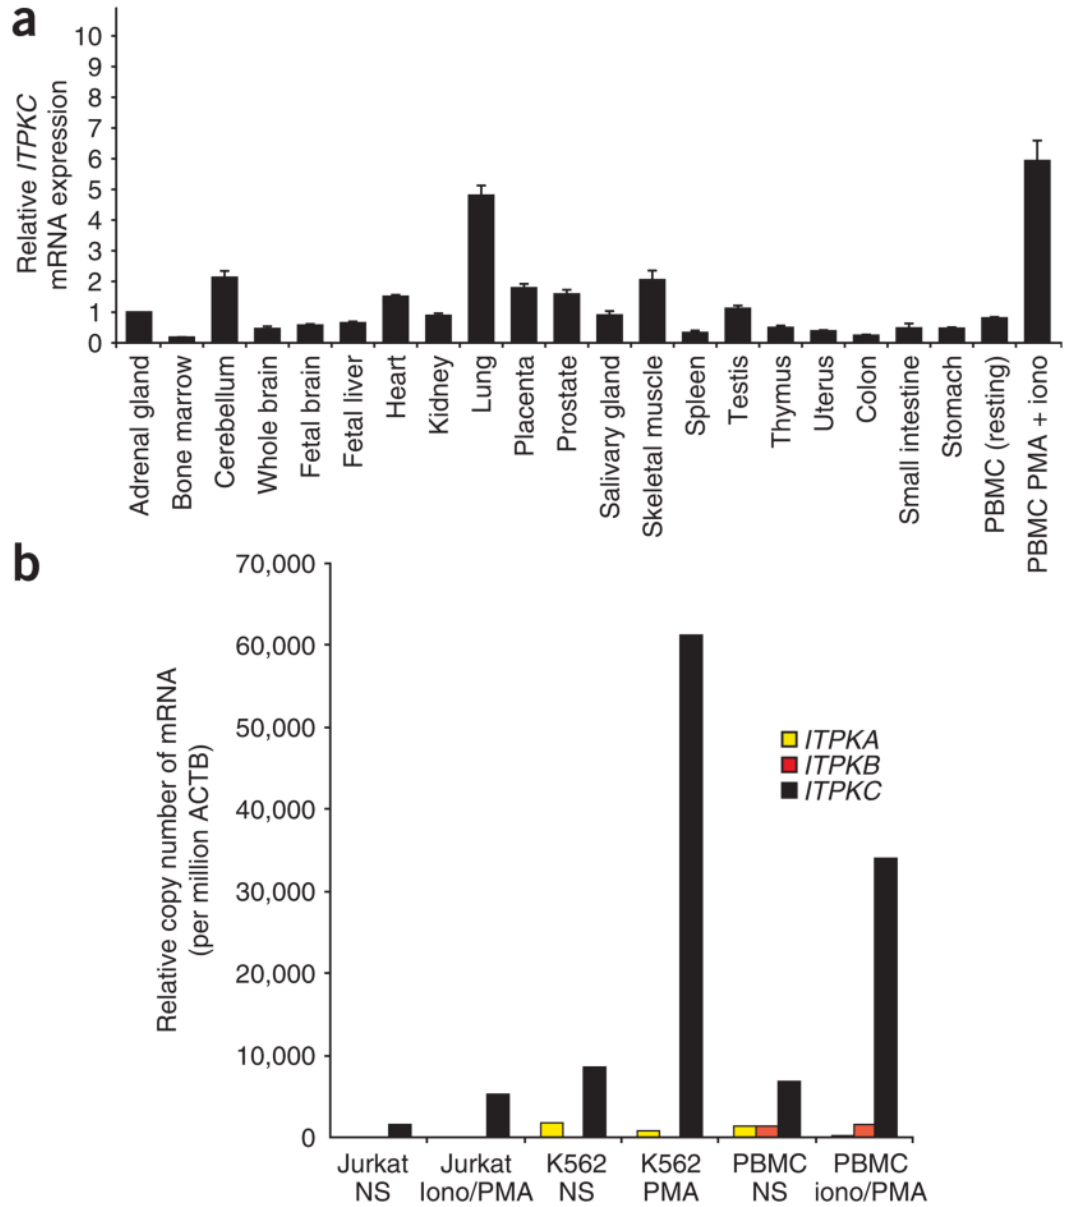 a
Relative ITPKC
mRNA expression
10
9
8
7
6
5
4
3
2
1
0
Adrenal gland
Bone marrow
Cerebellum
Whole brain
Fetal brain
Fetal liver
Heart
Kidney
Lung
Placenta
Prostate
Salivary gland
Skeletal muscle
Spleen
Testis
Thymus
Uterus
Colon
Small intestine
Stomach
PBMC (resting)
PBMC PMA + iono
b
Relative copy number of mRNA
(per million ACTB)
70,000
60,000
50,000
40,000
30,000
20,000
10,000
0
ITPKA
ITPKB
ITPKC
Jurkat
NS
Jurkat
Iono/PMA
K562
NS
K562
PMA
PBMC
NS
PBMC
iono/PMA